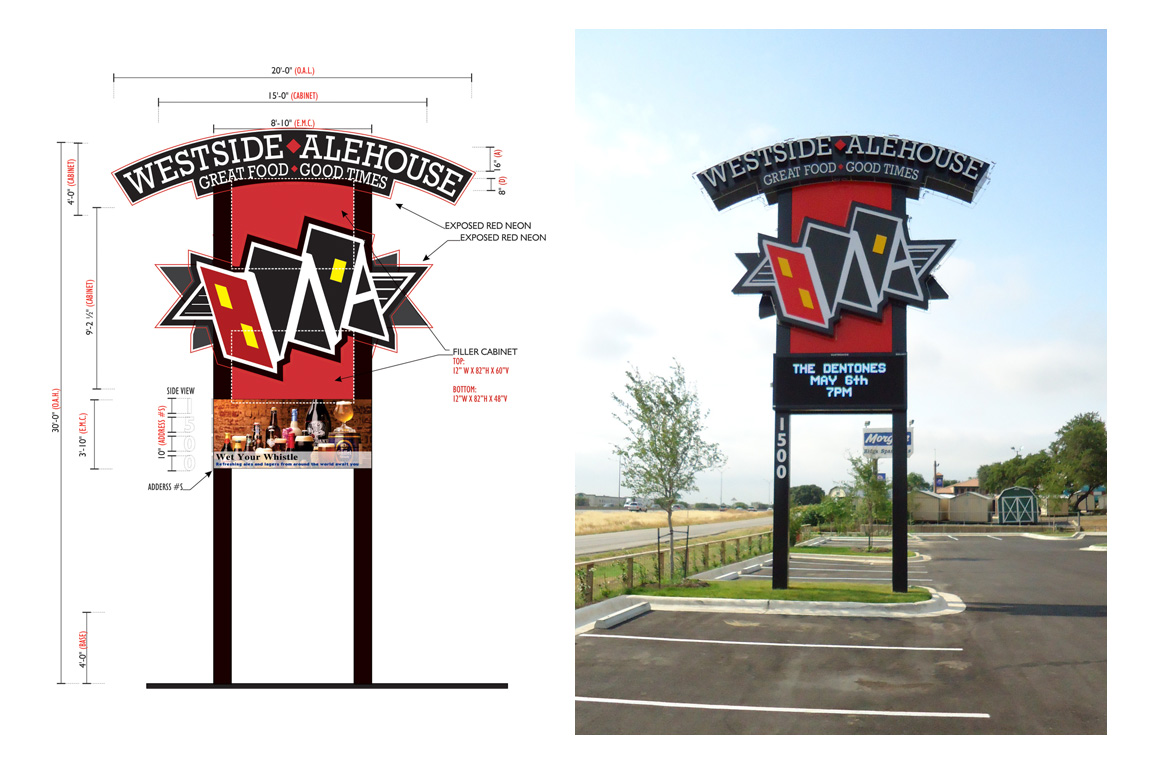 20'-0" (O.A.L.)
15'-0" (CABINET)
8'-10" (E.M.C.)
WESTSIDE ALEHOUSE
GREAT FOOD GOOD TIMES
16" (A)
8" (D)
4'-0" (CABINET)
EXPOSED RED NEON
EXPOSED RED NEON
9'-2 ½" (CABINET)
WA
FILLER CABINET
TOP:
12" W X 82"H X 60"V
BOTTOM:
12"W X 82"H X 48"V
30'-0" (O.A.H.)
SIDE VIEW
3'-10" (E.M.C.)
10" (ADDRESS #'S)
1500
Wet Your Whistle
Refreshing ales and lagers from around the world await you
ADDERSS #'S
4'-0" (BASE)
WESTSIDE ALEHOUSE
GREAT FOOD GOOD TIMES
WA
THE DENTONES
MAY 6th
7PM
1500